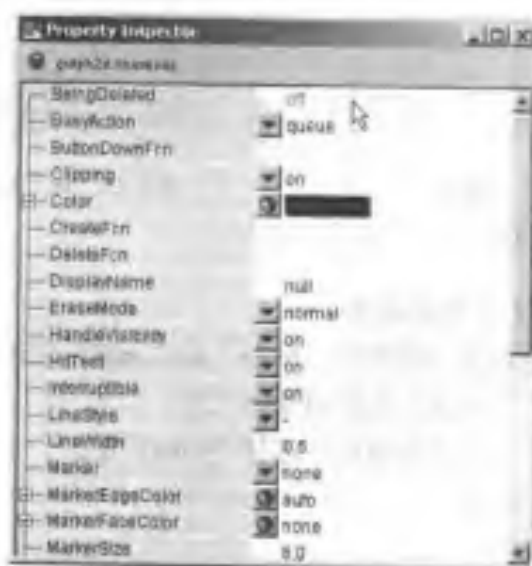 Property Inspector
BeingDeleted off
BusyAction queue
ButtonDownFcn
Clipping on
Color
CreateFcn
DeleteFcn
DisplayName null
EraseMode normal
HandleVisibility on
HitTest on
Interruptible on
LineStyle -
LineWidth 0.5
Marker none
MarkerEdgeColor auto
MarkerFaceColor none
MarkerSize 6.0